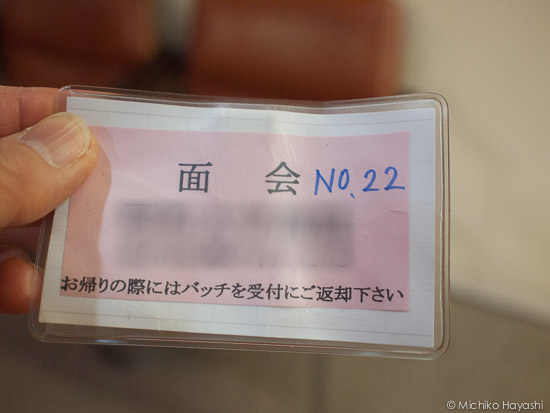 面 会 NO.22
お帰りの際にはバッチを受付にご返却下さい
© Michiko Hayashi